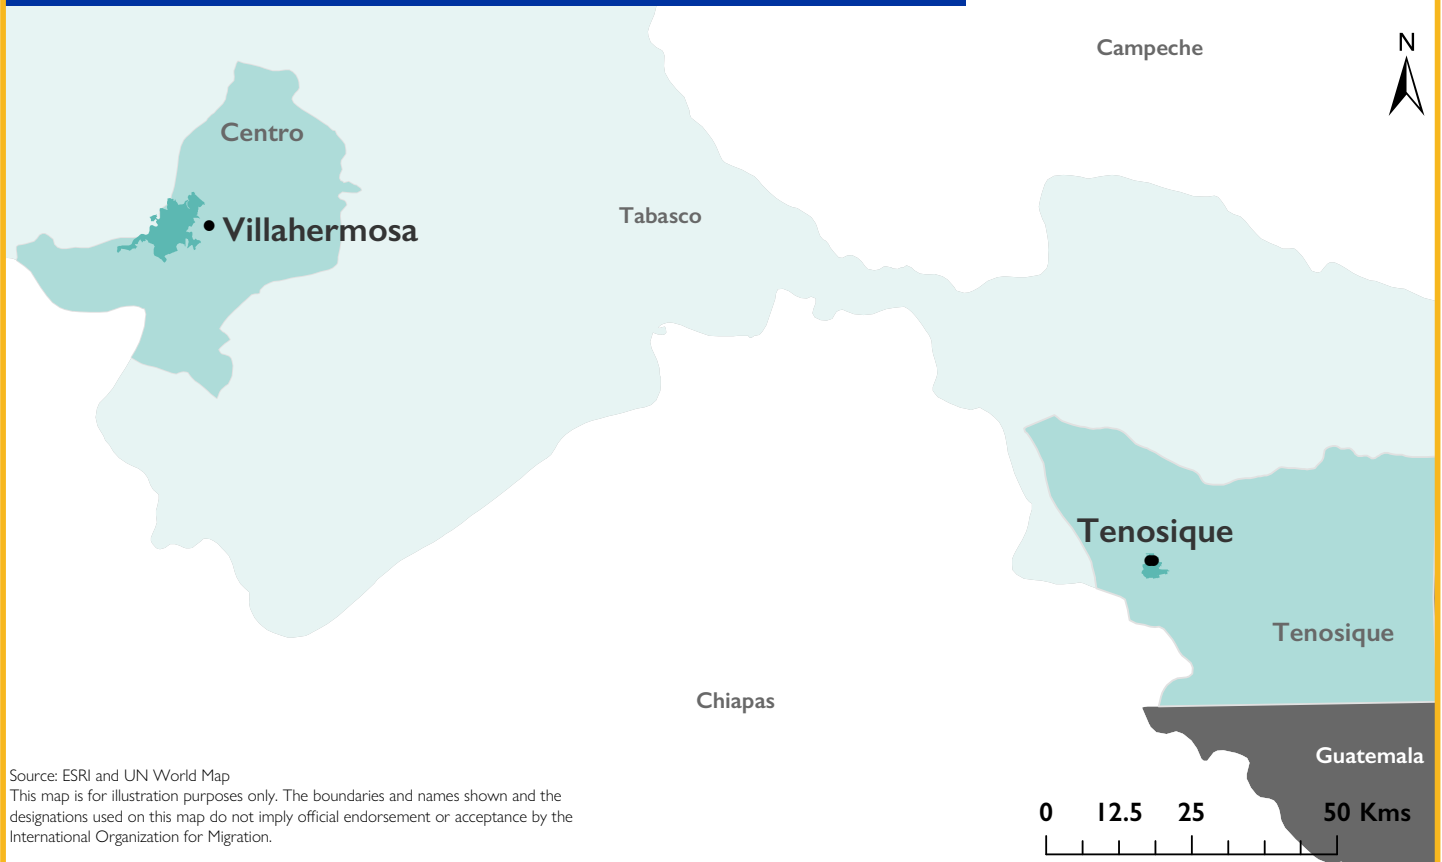 Campeche
N
Centro
Tabasco
Villahermosa
Tenosique
Tenosique
Chiapas
Guatemala
Source: ESRI and UN World Map
This map is for illustration purposes only. The boundaries and names shown and the
designations used on this map do not imply official endorsement or acceptance by the
International Organization for Migration.
0 12.5 25 50 Kms